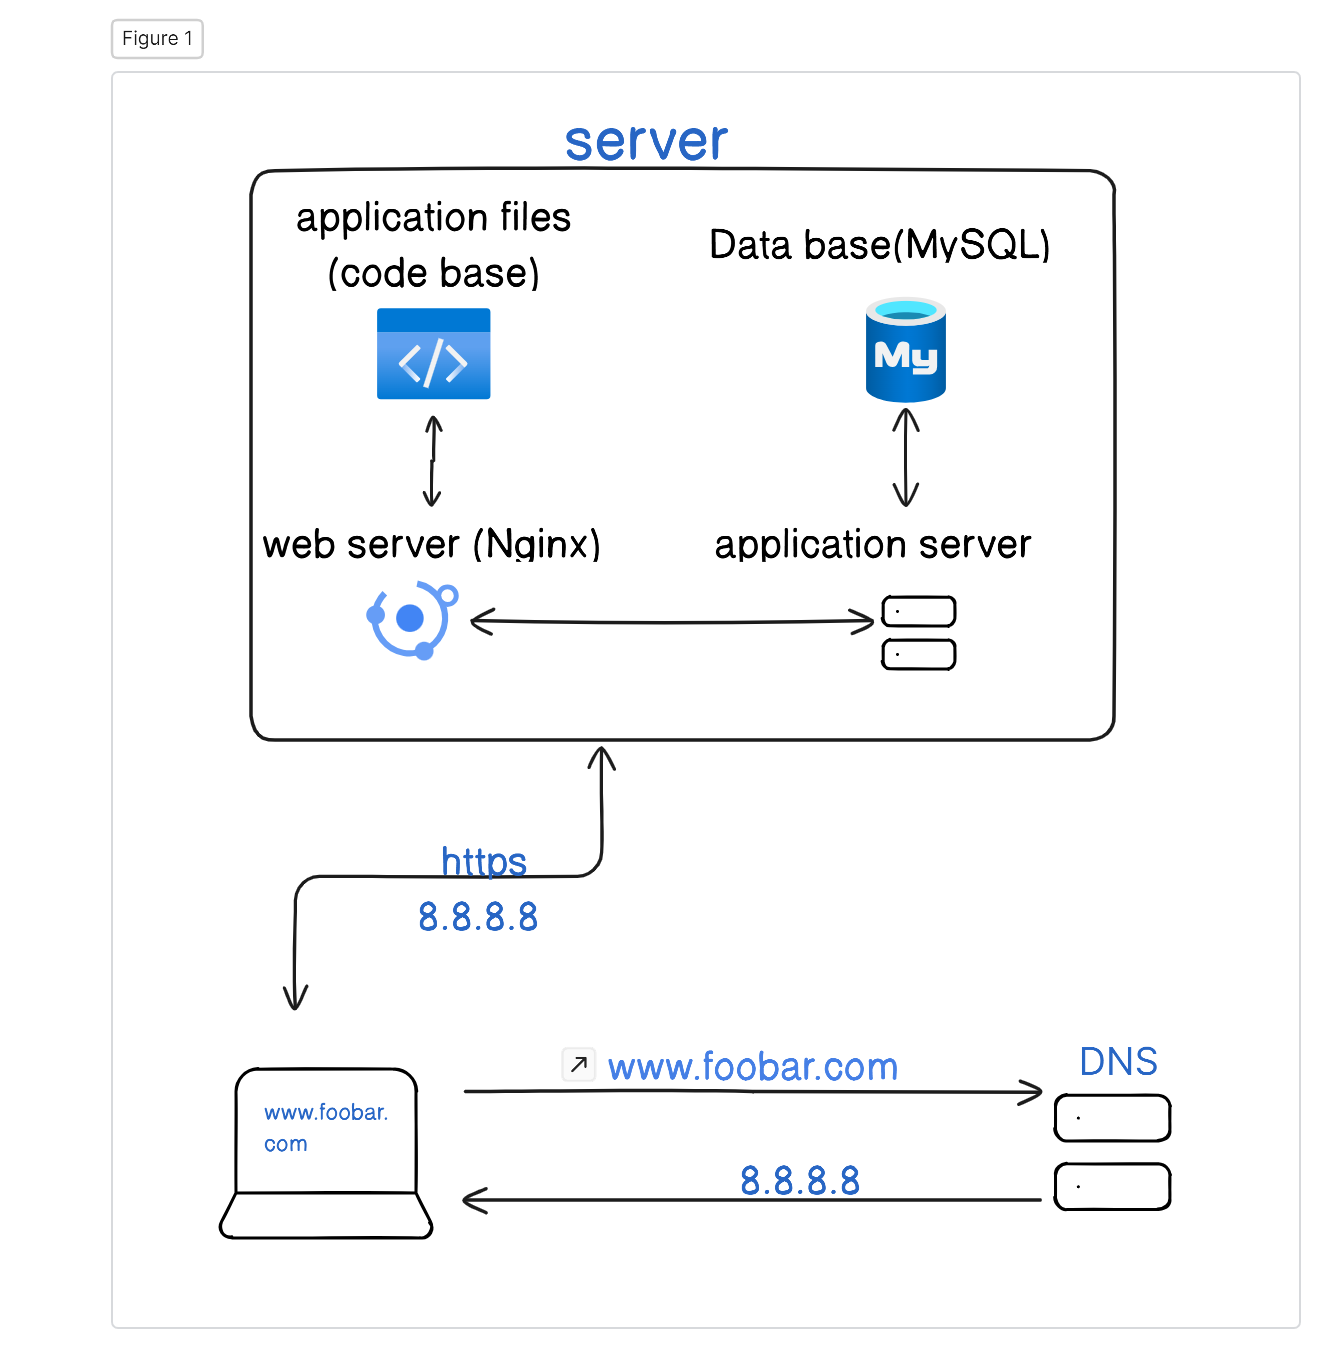 Figure 1
server
application files
(code base)
Data base(MySQL)
My
web server (Nginx)
application server
https
8.8.8.8
www.foobar.com
DNS
www.foobar.
com
8.8.8.8